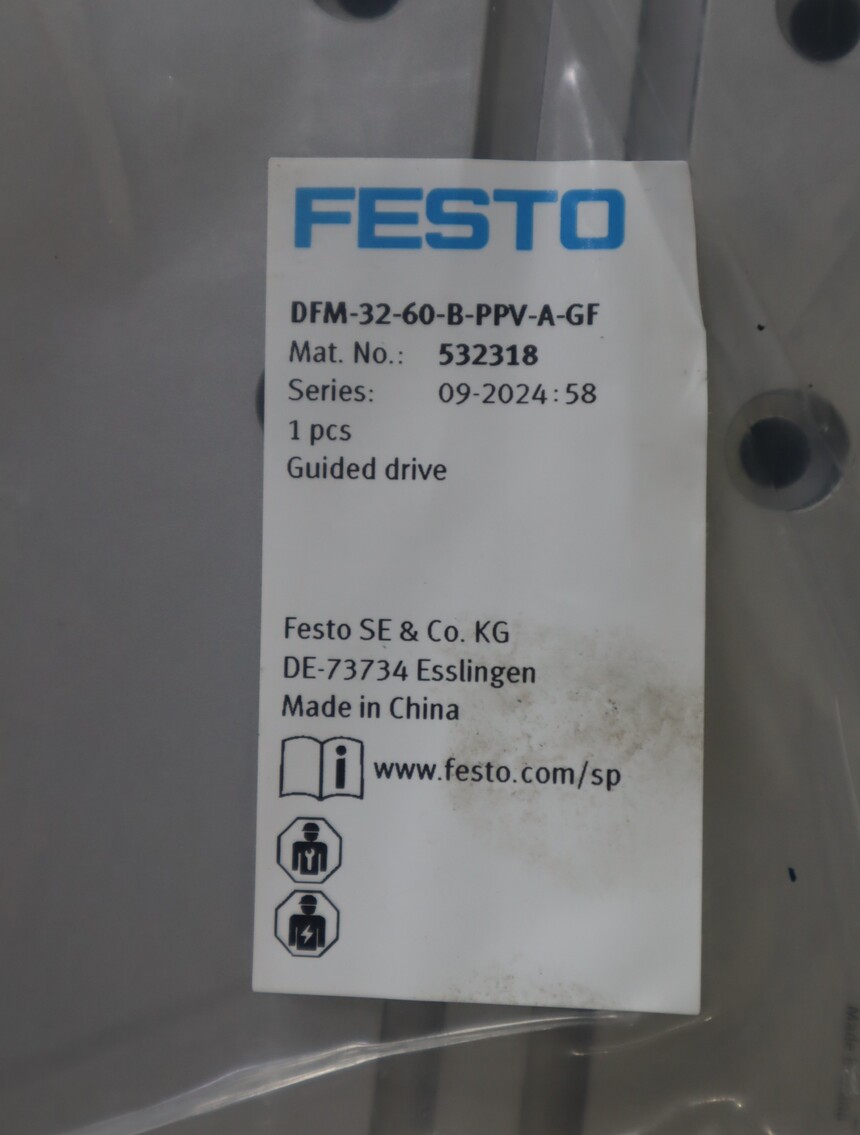 FESTO
DFM-32-60-B-PPV-A-GF
Mat. No.: 532318
Series: 09-2024:58
1 pcs
Guided drive
Festo SE & Co. KG
DE-73734 Esslingen
Made in China
i www.festo.com/sp